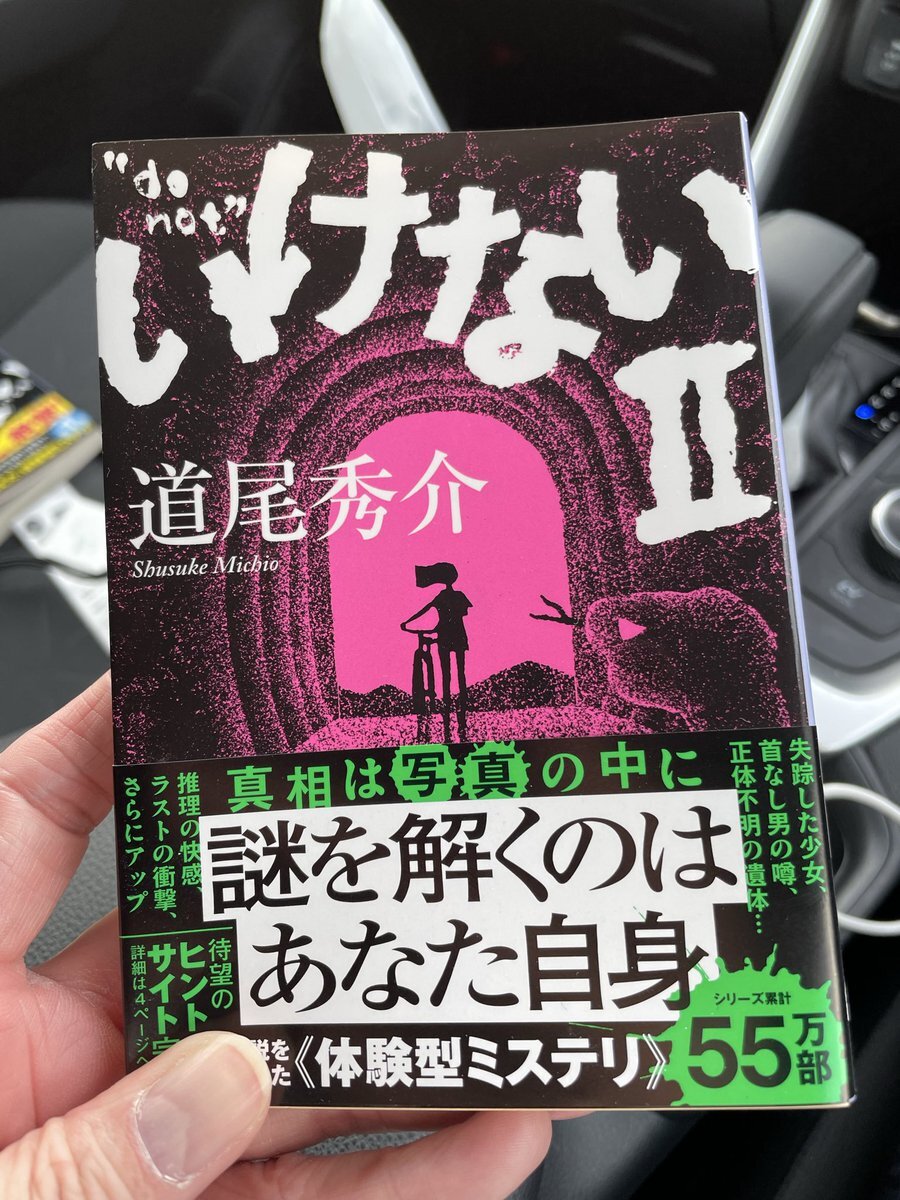 "do
not"
いけない
II
道尾秀介
Shusuke Michio
真相は写真の中に
失踪した少女、
首なし男の噂、
正体不明の遺体…
謎を解くのは
あなた自身
推理の快感、
ラストの衝撃、
さらにアップ
待望の
ヒント
サイト
詳細は4ページへ
説を
た
《体験型ミステリ》
シリーズ累計
55万部